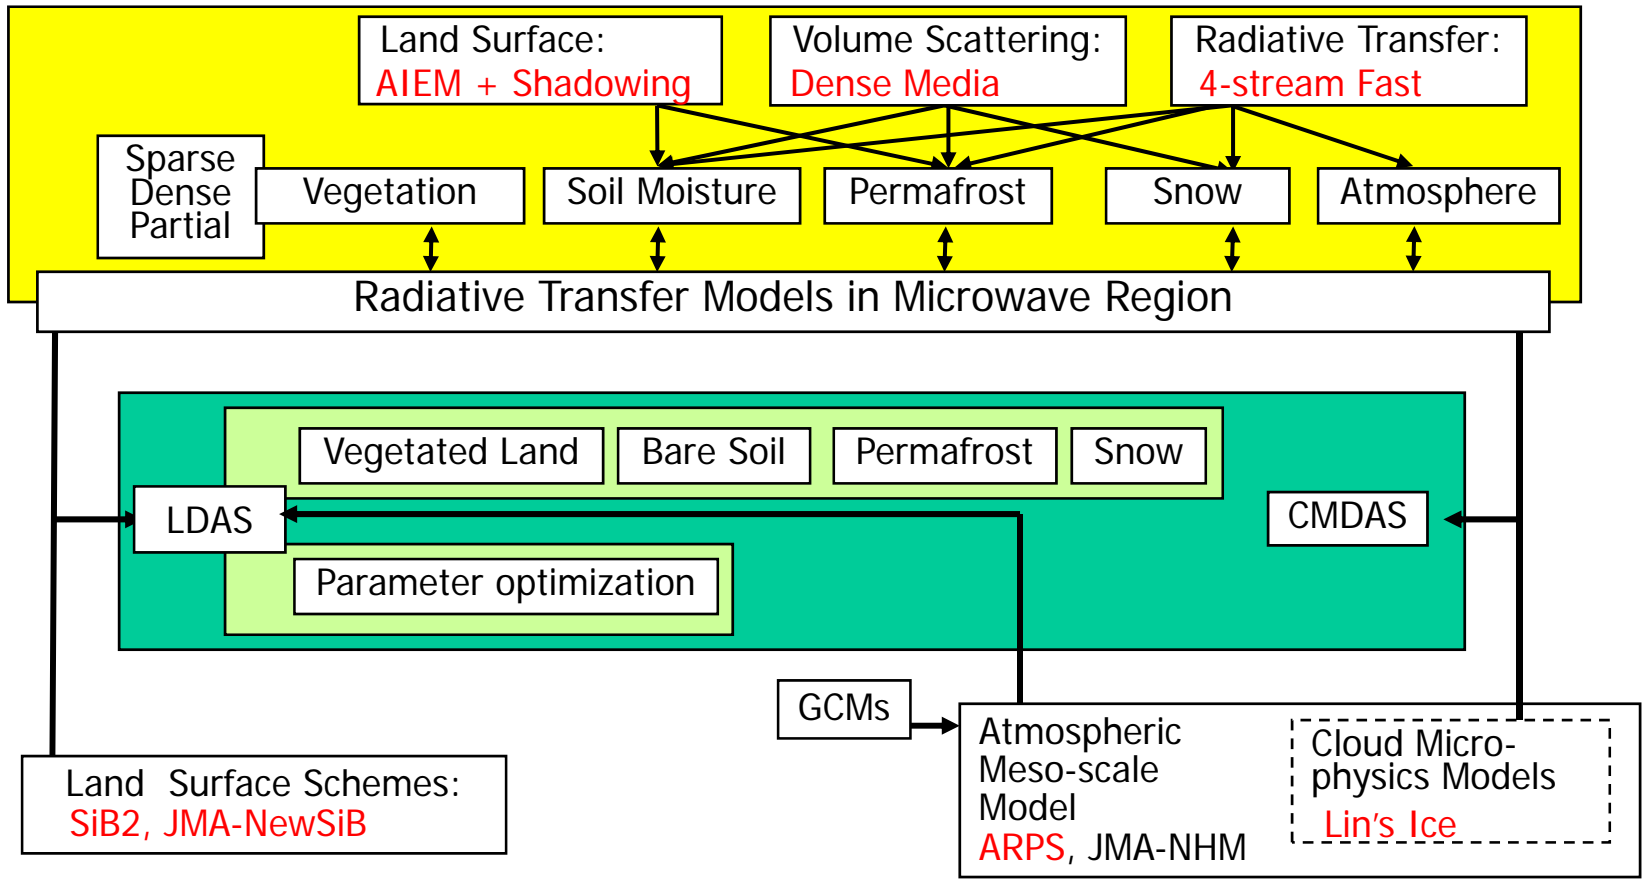 Land Surface:
AIEM + Shadowing
Volume Scattering:
Dense Media
Radiative Transfer:
4-stream Fast
Sparse
Dense
Partial
Vegetation
Soil Moisture
Permafrost
Snow
Atmosphere
Radiative Transfer Models in Microwave Region
Vegetated Land
Bare Soil
Permafrost
Snow
LDAS
CMDAS
Parameter optimization
GCMs
Land Surface Schemes:
SiB2, JMA-NewSiB
Atmospheric
Meso-scale
Model
ARPS, JMA-NHM
Cloud Micro-
physics Models
Lin's Ice